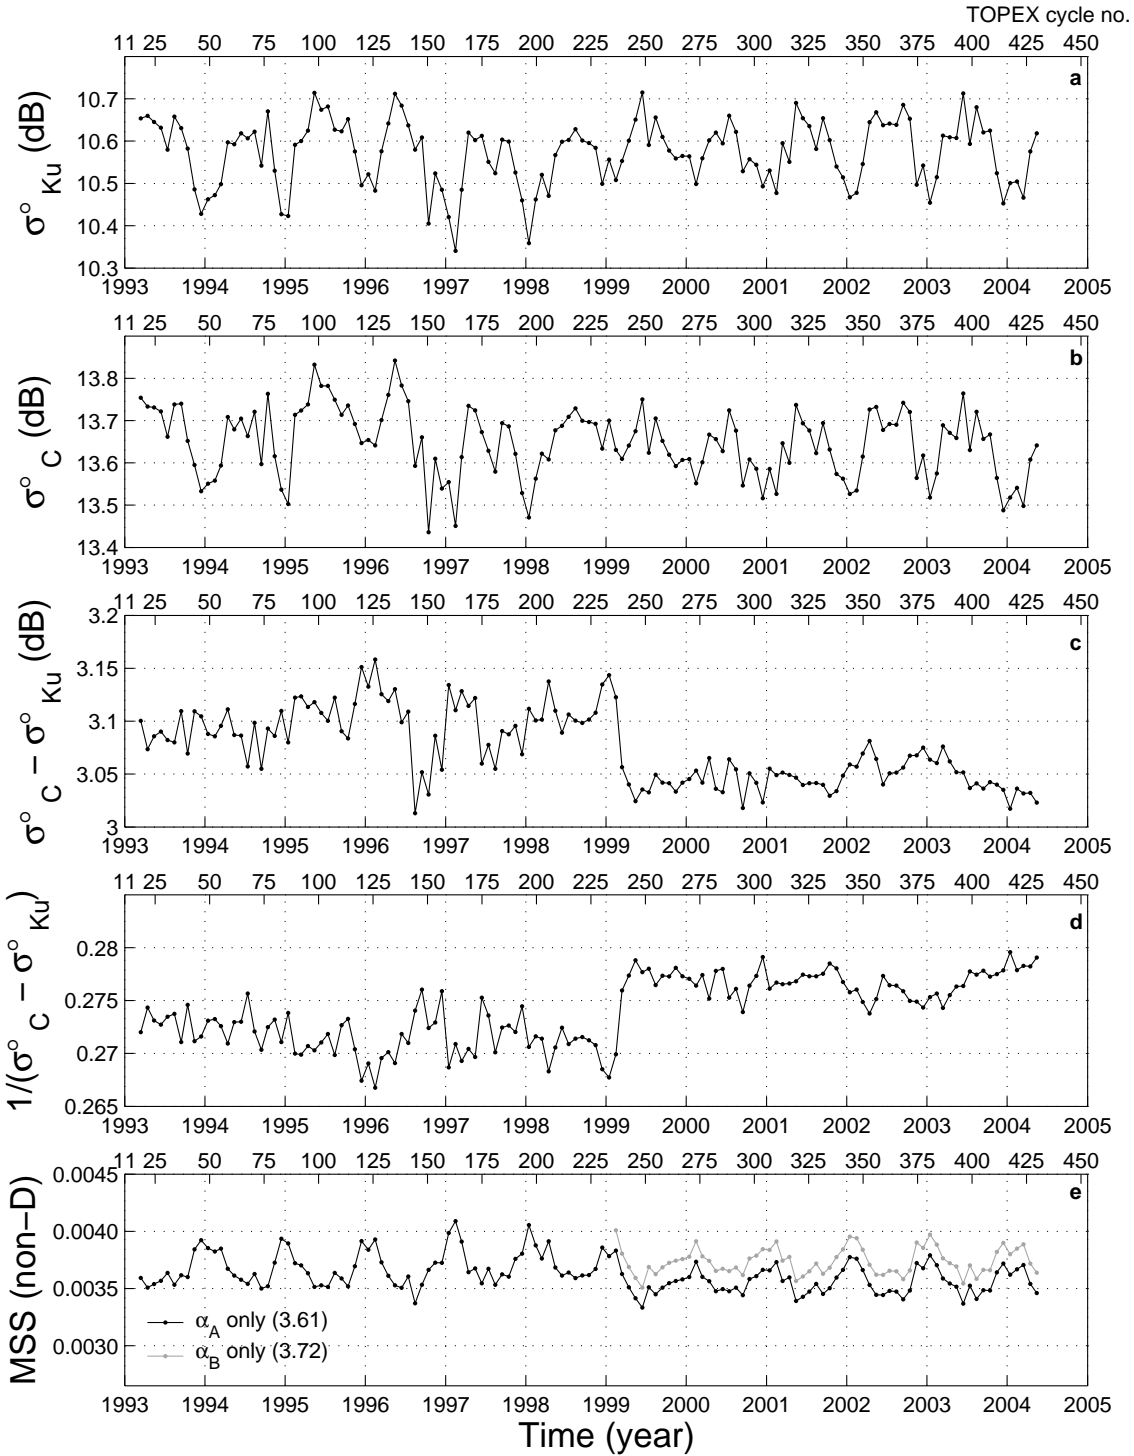 TOPEX cycle no.
11 25 50 75 100 125 150 175 200 225 250 275 300 325 350 375 400 425 450
a
σ° Ku (dB)
10.7
10.6
10.5
10.4
10.3
1993 1994 1995 1996 1997 1998 1999 2000 2001 2002 2003 2004 2005
11 25 50 75 100 125 150 175 200 225 250 275 300 325 350 375 400 425 450
b
σ° C (dB)
13.8
13.7
13.6
13.5
13.4
1993 1994 1995 1996 1997 1998 1999 2000 2001 2002 2003 2004 2005
11 25 50 75 100 125 150 175 200 225 250 275 300 325 350 375 400 425 450
c
σ° C − σ° Ku (dB)
3.2
3.15
3.1
3.05
3
1993 1994 1995 1996 1997 1998 1999 2000 2001 2002 2003 2004 2005
11 25 50 75 100 125 150 175 200 225 250 275 300 325 350 375 400 425 450
d
1/(σ° C − σ° Ku)
0.28
0.275
0.27
0.265
1993 1994 1995 1996 1997 1998 1999 2000 2001 2002 2003 2004 2005
11 25 50 75 100 125 150 175 200 225 250 275 300 325 350 375 400 425 450
e
MSS (non−D)
0.0045
0.0040
0.0035
0.0030
α A only (3.61)
α B only (3.72)
1993 1994 1995 1996 1997 1998 1999 2000 2001 2002 2003 2004 2005
Time (year)